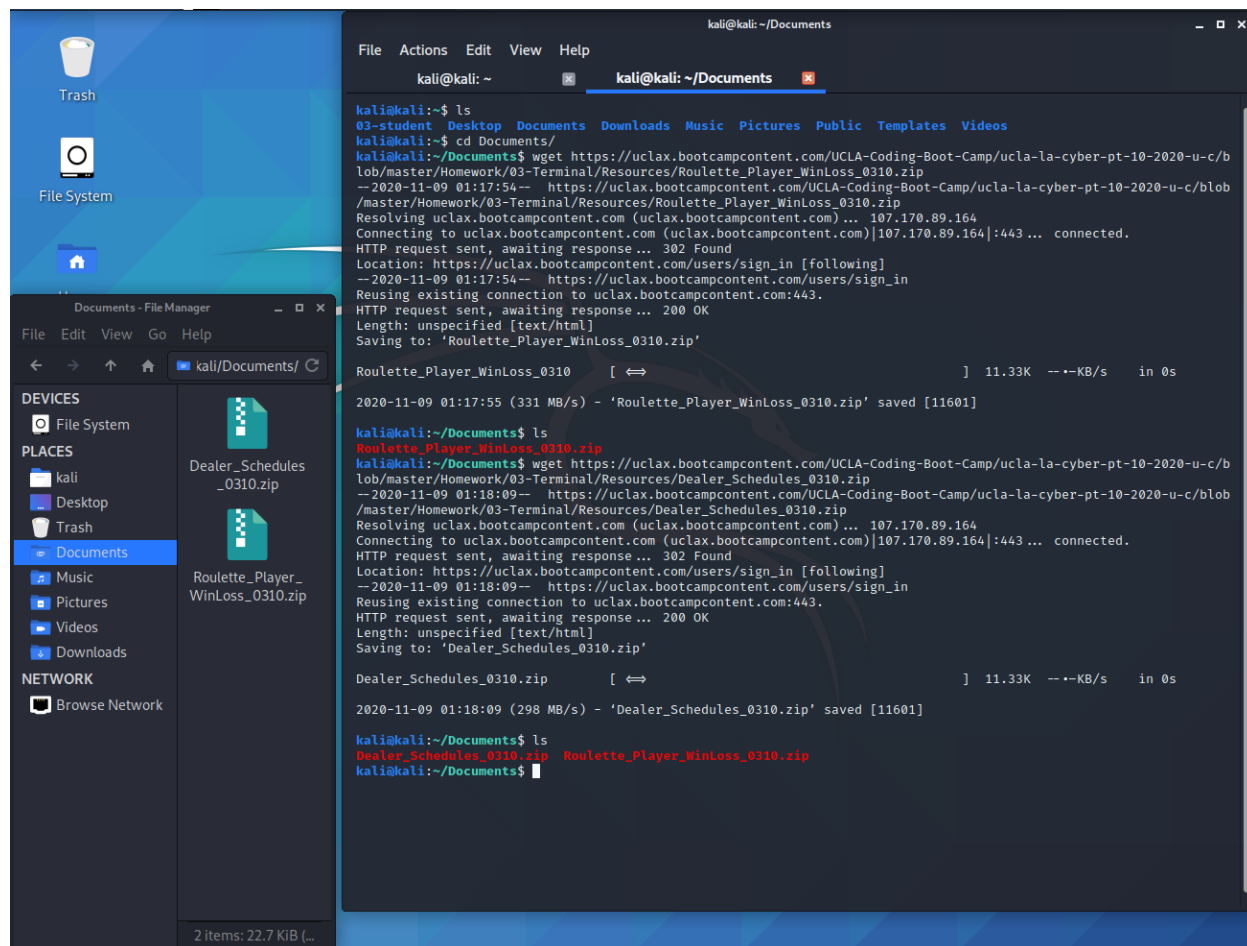 Trash
File System
Documents - File Manager
File Edit View Go Help
kali/Documents/
DEVICES
File System
PLACES
kali
Desktop
Trash
Documents
Music
Pictures
Videos
Downloads
NETWORK
Browse Network
Dealer_Schedules
_0310.zip
Roulette_Player_
WinLoss_0310.zip
2 items: 22.7 KiB (...
kali@kali: ~/Documents
File Actions Edit View Help
kali@kali: ~
kali@kali: ~/Documents
kali@kali:~$ ls
03-student Desktop Documents Downloads Music Pictures Public Templates Videos
kali@kali:~$ cd Documents/
kali@kali:~/Documents$ wget https://uclax.bootcampcontent.com/UCLA-Coding-Boot-Camp/ucla-la-cyber-pt-10-2020-u-c/b
lob/master/Homework/03-Terminal/Resources/Roulette_Player_WinLoss_0310.zip
--2020-11-09 01:17:54-- https://uclax.bootcampcontent.com/UCLA-Coding-Boot-Camp/ucla-la-cyber-pt-10-2020-u-c/blob
/master/Homework/03-Terminal/Resources/Roulette_Player_WinLoss_0310.zip
Resolving uclax.bootcampcontent.com (uclax.bootcampcontent.com)... 107.170.89.164
Connecting to uclax.bootcampcontent.com (uclax.bootcampcontent.com)|107.170.89.164|:443... connected.
HTTP request sent, awaiting response... 302 Found
Location: https://uclax.bootcampcontent.com/users/sign_in [following]
--2020-11-09 01:17:54-- https://uclax.bootcampcontent.com/users/sign_in
Reusing existing connection to uclax.bootcampcontent.com:443.
HTTP request sent, awaiting response... 200 OK
Length: unspecified [text/html]
Saving to: ‘Roulette_Player_WinLoss_0310.zip’
Roulette_Player_WinLoss_0310 [ <=> ] 11.33K --.-KB/s in 0s
2020-11-09 01:17:55 (331 MB/s) - ‘Roulette_Player_WinLoss_0310.zip’ saved [11601]
kali@kali:~/Documents$ ls
Roulette_Player_WinLoss_0310.zip
kali@kali:~/Documents$ wget https://uclax.bootcampcontent.com/UCLA-Coding-Boot-Camp/ucla-la-cyber-pt-10-2020-u-c/b
lob/master/Homework/03-Terminal/Resources/Dealer_Schedules_0310.zip
--2020-11-09 01:18:09-- https://uclax.bootcampcontent.com/UCLA-Coding-Boot-Camp/ucla-la-cyber-pt-10-2020-u-c/blob
/master/Homework/03-Terminal/Resources/Dealer_Schedules_0310.zip
Resolving uclax.bootcampcontent.com (uclax.bootcampcontent.com)... 107.170.89.164
Connecting to uclax.bootcampcontent.com (uclax.bootcampcontent.com)|107.170.89.164|:443... connected.
HTTP request sent, awaiting response... 302 Found
Location: https://uclax.bootcampcontent.com/users/sign_in [following]
--2020-11-09 01:18:09-- https://uclax.bootcampcontent.com/users/sign_in
Reusing existing connection to uclax.bootcampcontent.com:443.
HTTP request sent, awaiting response... 200 OK
Length: unspecified [text/html]
Saving to: ‘Dealer_Schedules_0310.zip’
Dealer_Schedules_0310.zip [ <=> ] 11.33K --.-KB/s in 0s
2020-11-09 01:18:09 (298 MB/s) - ‘Dealer_Schedules_0310.zip’ saved [11601]
kali@kali:~/Documents$ ls
Dealer_Schedules_0310.zip Roulette_Player_WinLoss_0310.zip
kali@kali:~/Documents$